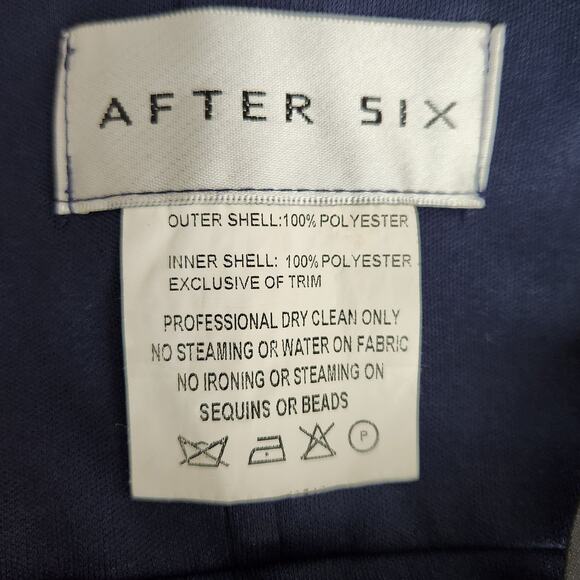 AFTER SIX
OUTER SHELL:100% POLYESTER
INNER SHELL: 100% POLYESTER
EXCLUSIVE OF TRIM
PROFESSIONAL DRY CLEAN ONLY
NO STEAMING OR WATER ON FABRIC
NO IRONING OR STEAMING ON
SEQUINS OR BEADS
P